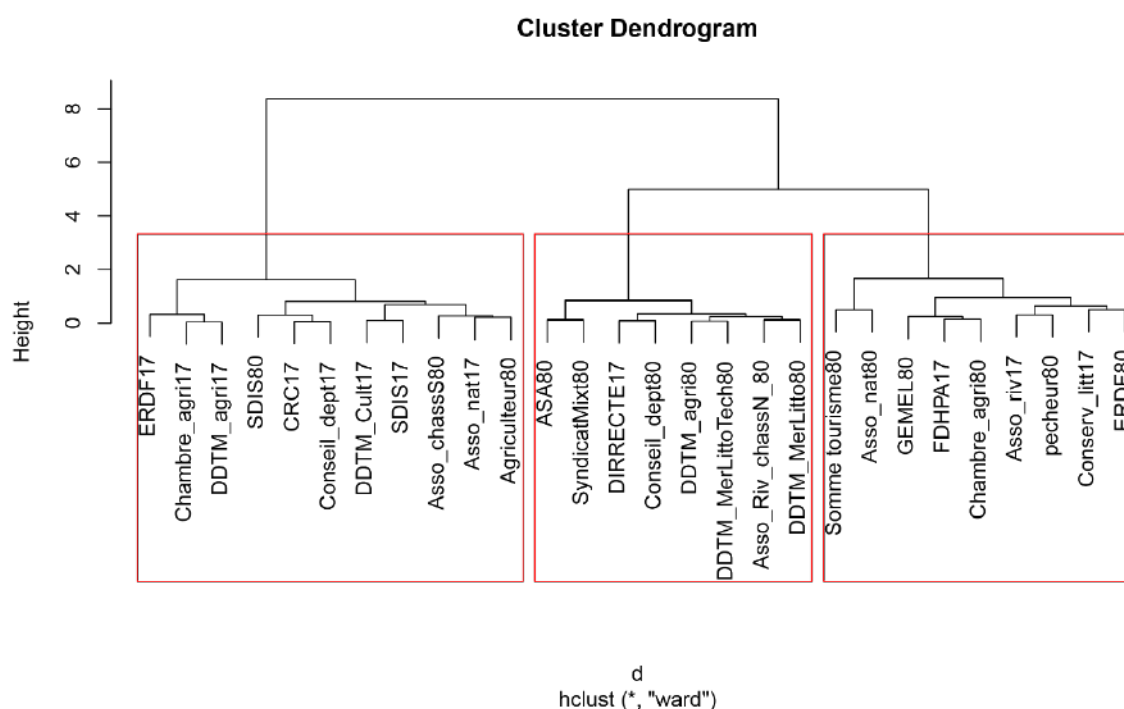 Cluster Dendrogram
Height
8
6
4
2
0
ERDF17
Chambre_agri17
DDTM_agri17
SDIS80
CRC17
Conseil_dept17
DDTM_Cult17
SDIS17
Asso_chassS80
Asso_nat17
Agriculteur80
ASA80
SyndicatMixt80
DIRRECTE17
Conseil_dept80
DDTM_agri80
DDTM_MerLittoTech80
Asso_Riv_chassN_80
DDTM_MerLitto80
Somme tourisme80
Asso_nat80
GEMEL80
FDHPA17
Chambre_agri80
Asso_riv17
pecheur80
Conserv_litt17
ERDF80
d
hclust (*, "ward")